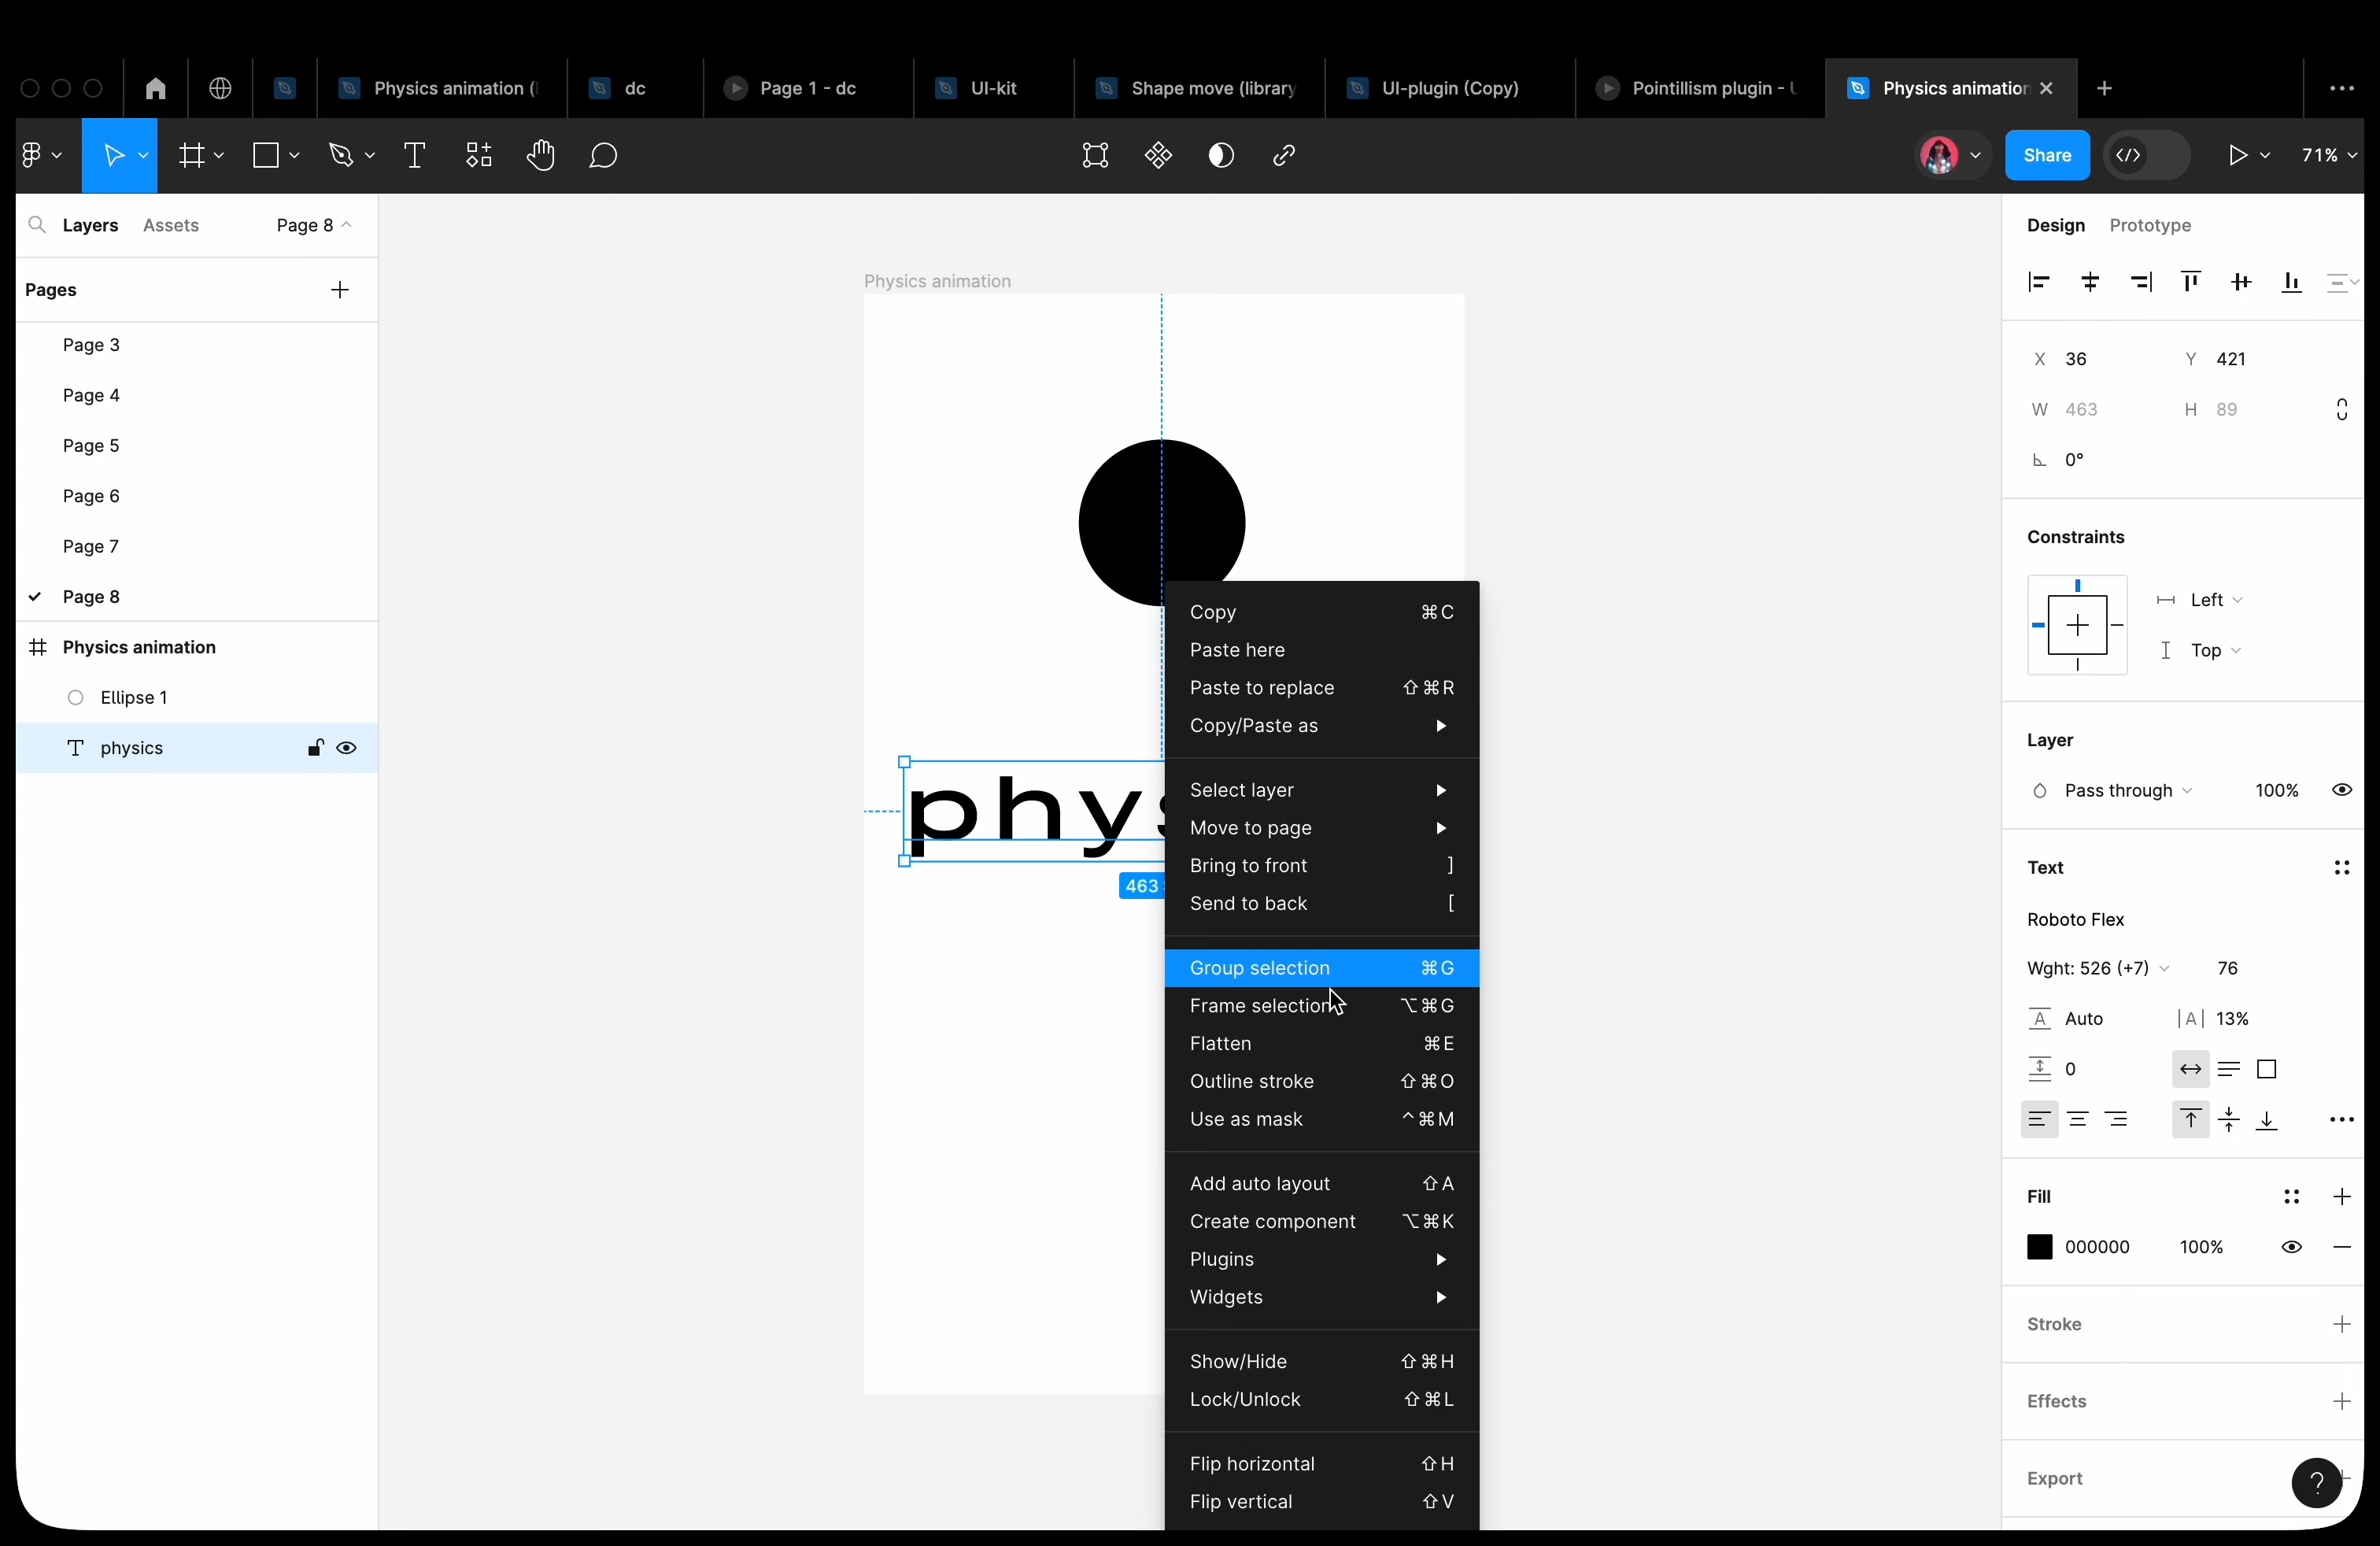 Physics animation (
dc
Page 1 - dc
UI-kit
Shape move (library
UI-plugin (Copy)
Pointillism plugin - U
Physics animation
Share
71%
Layers
Assets
Page 8
Pages
Page 3
Page 4
Page 5
Page 6
Page 7
Page 8
Physics animation
Ellipse 1
physics
Physics animation
phys
463
Copy ⌘C
Paste here
Paste to replace ⇧⌘R
Copy/Paste as
Select layer
Move to page
Bring to front ]
Send to back [
Group selection ⌘G
Frame selection ⌥⌘G
Flatten ⌘E
Outline stroke ⇧⌘O
Use as mask ^⌘M
Add auto layout ⇧A
Create component ⌥⌘K
Plugins
Widgets
Show/Hide ⇧⌘H
Lock/Unlock ⇧⌘L
Flip horizontal ⇧H
Flip vertical ⇧V
Design
Prototype
X 36 Y 421
W 463 H 89
0°
Constraints
Left
Top
Layer
Pass through 100%
Text
Roboto Flex
Wght: 526 (+7) 76
A Auto |A| 13%
0
Fill
000000 100%
Stroke
Effects
Export
?